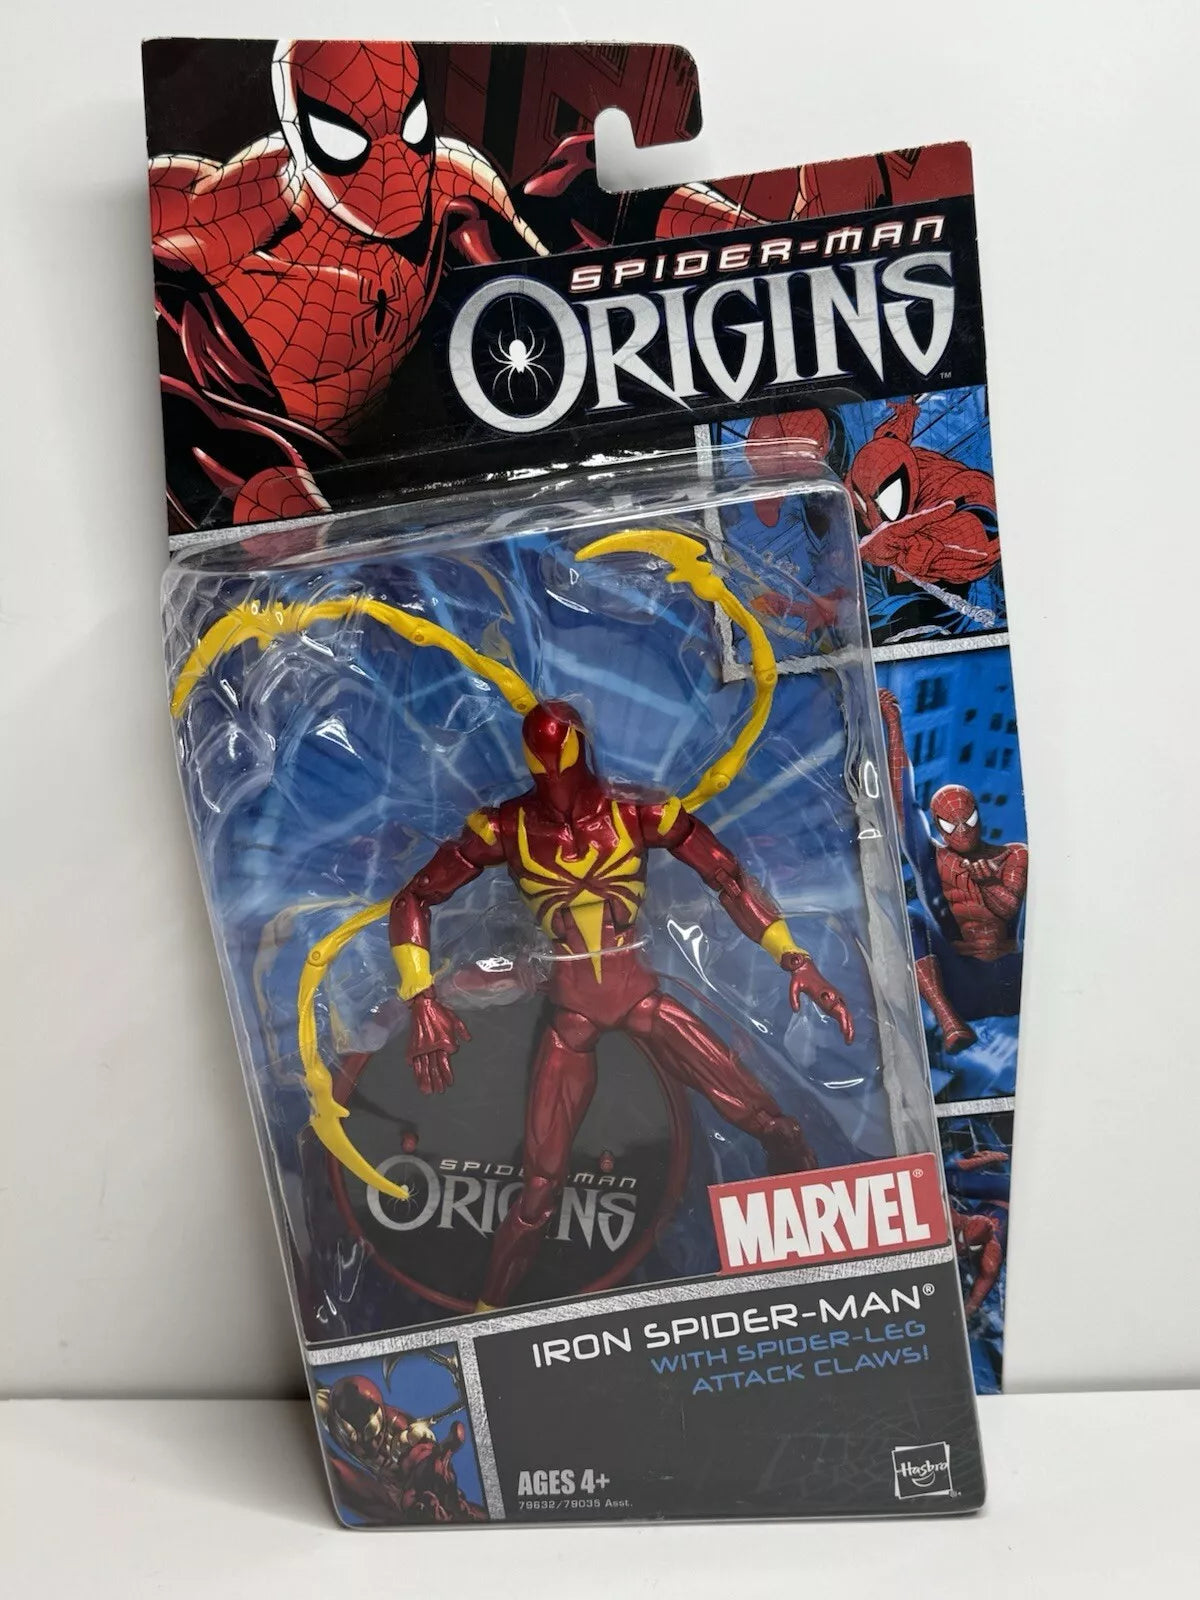 SPIDER-MAN
ORIGINS
TM
SPIDER-MAN
ORIGINS
MARVEL®
IRON SPIDER-MAN®
WITH SPIDER-LEG
ATTACK CLAWS!
AGES 4+
79632/79035 Asst.
Hasbro